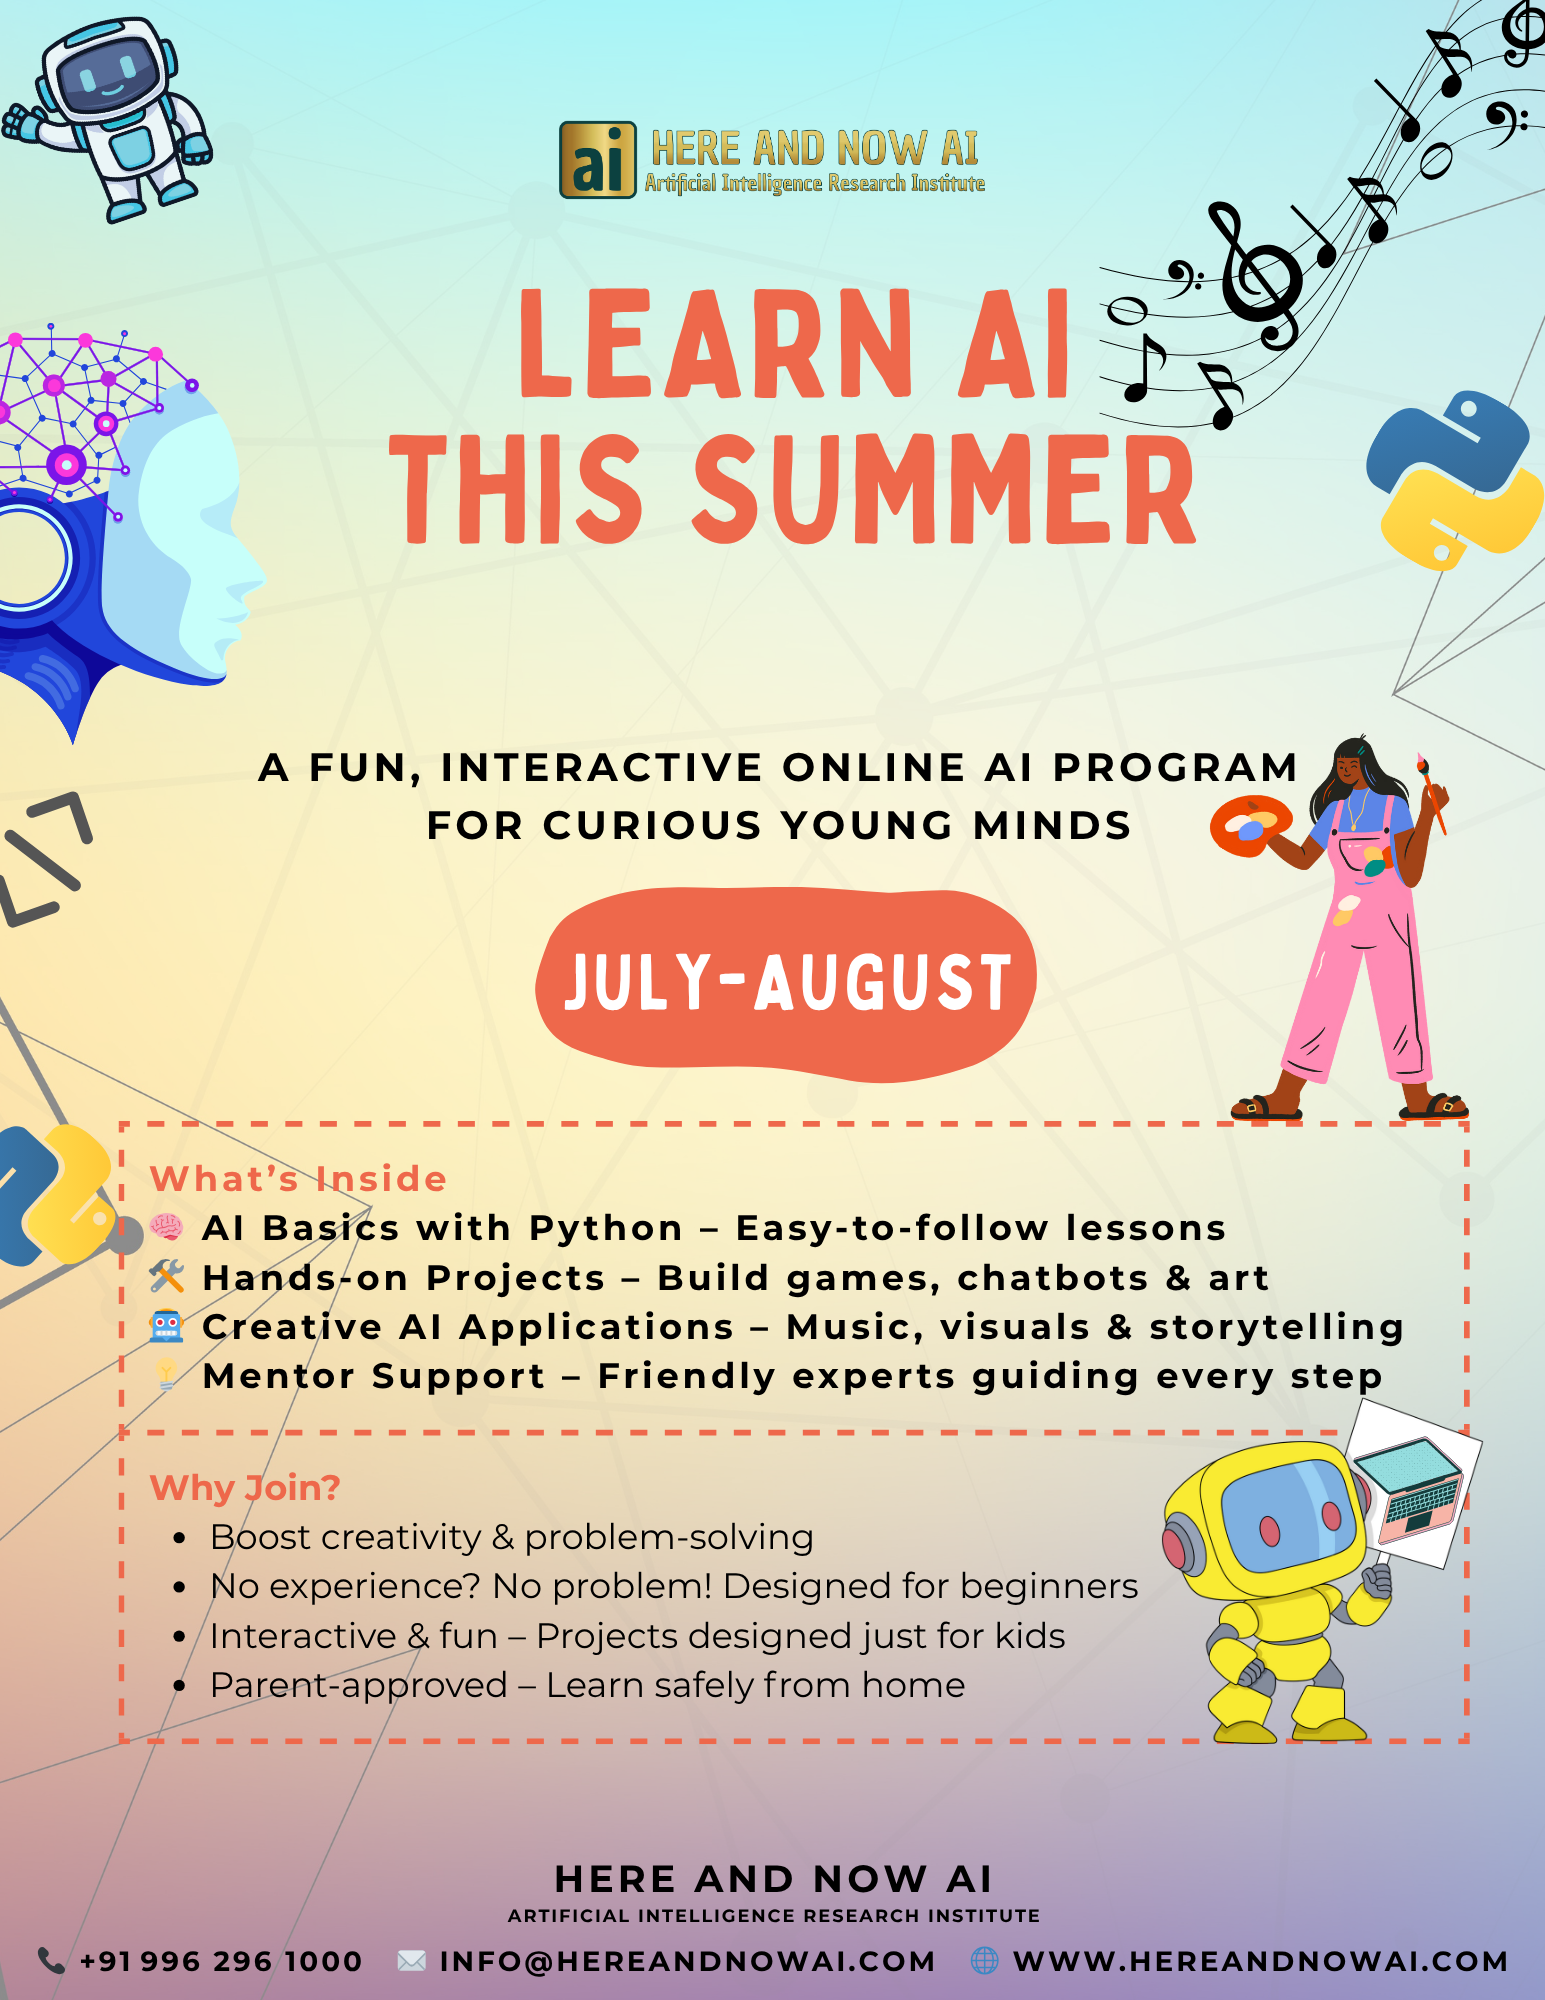 ai
HERE AND NOW AI
Artificial Intelligence Research Institute
LEARN AI
THIS SUMMER
A FUN, INTERACTIVE ONLINE AI PROGRAM
FOR CURIOUS YOUNG MINDS
JULY-AUGUST
What’s Inside
🧠 AI Basics with Python – Easy-to-follow lessons
🛠️ Hands-on Projects – Build games, chatbots & art
🤖 Creative AI Applications – Music, visuals & storytelling
💡 Mentor Support – Friendly experts guiding every step
Why Join?
• Boost creativity & problem-solving
• No experience? No problem! Designed for beginners
• Interactive & fun – Projects designed just for kids
• Parent-approved – Learn safely from home
HERE AND NOW AI
ARTIFICIAL INTELLIGENCE RESEARCH INSTITUTE
📞 +91 996 296 1000 ✉️ INFO@HEREANDNOWAI.COM 🌐 WWW.HEREANDNOWAI.COM